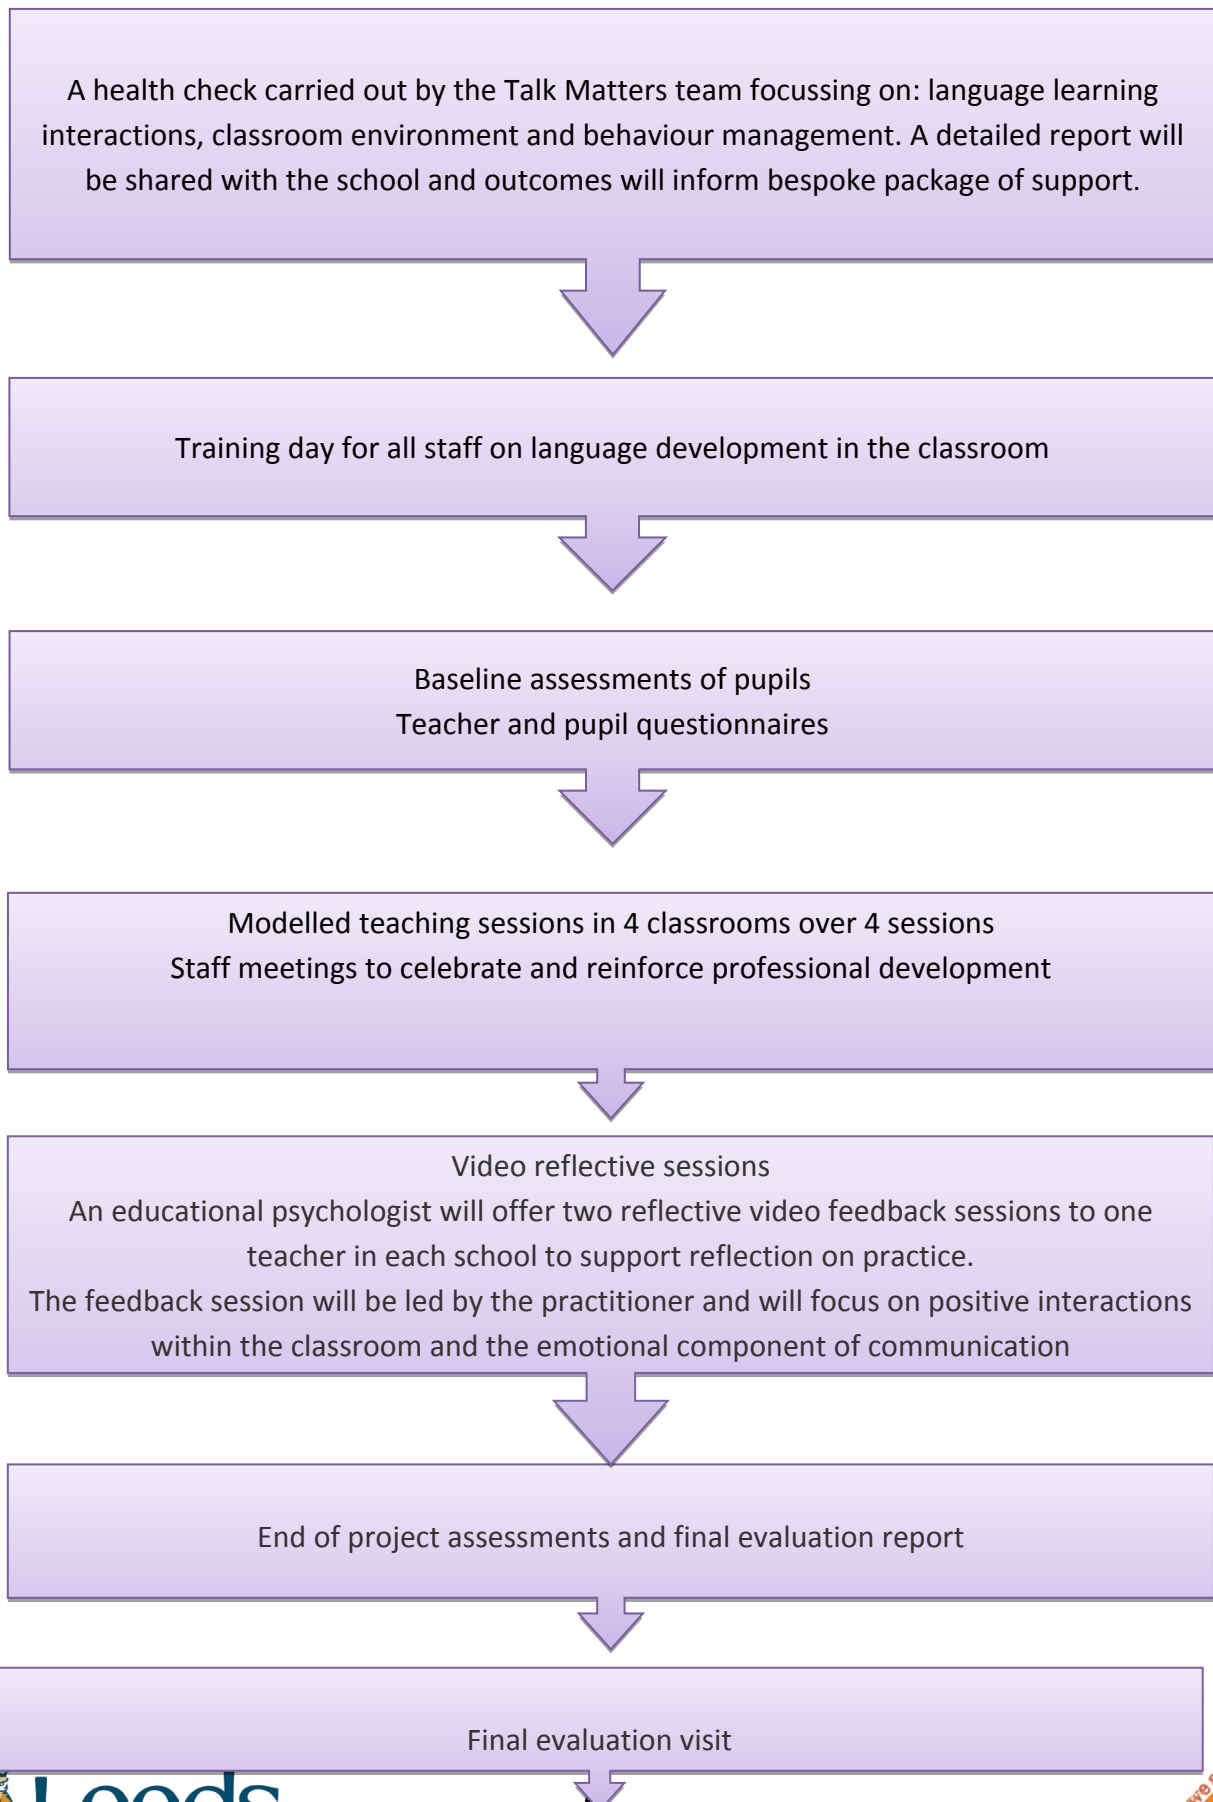 A health check carried out by the Talk Matters team focussing on: language learning
interactions, classroom environment and behaviour management. A detailed report will
be shared with the school and outcomes will inform bespoke package of support.
Training day for all staff on language development in the classroom
Baseline assessments of pupils
Teacher and pupil questionnaires
Modelled teaching sessions in 4 classrooms over 4 sessions
Staff meetings to celebrate and reinforce professional development
Video reflective sessions
An educational psychologist will offer two reflective video feedback sessions to one
teacher in each school to support reflection on practice.
The feedback session will be led by the practitioner and will focus on positive interactions
within the classroom and the emotional component of communication
End of project assessments and final evaluation report
Final evaluation visit
Leeds
we